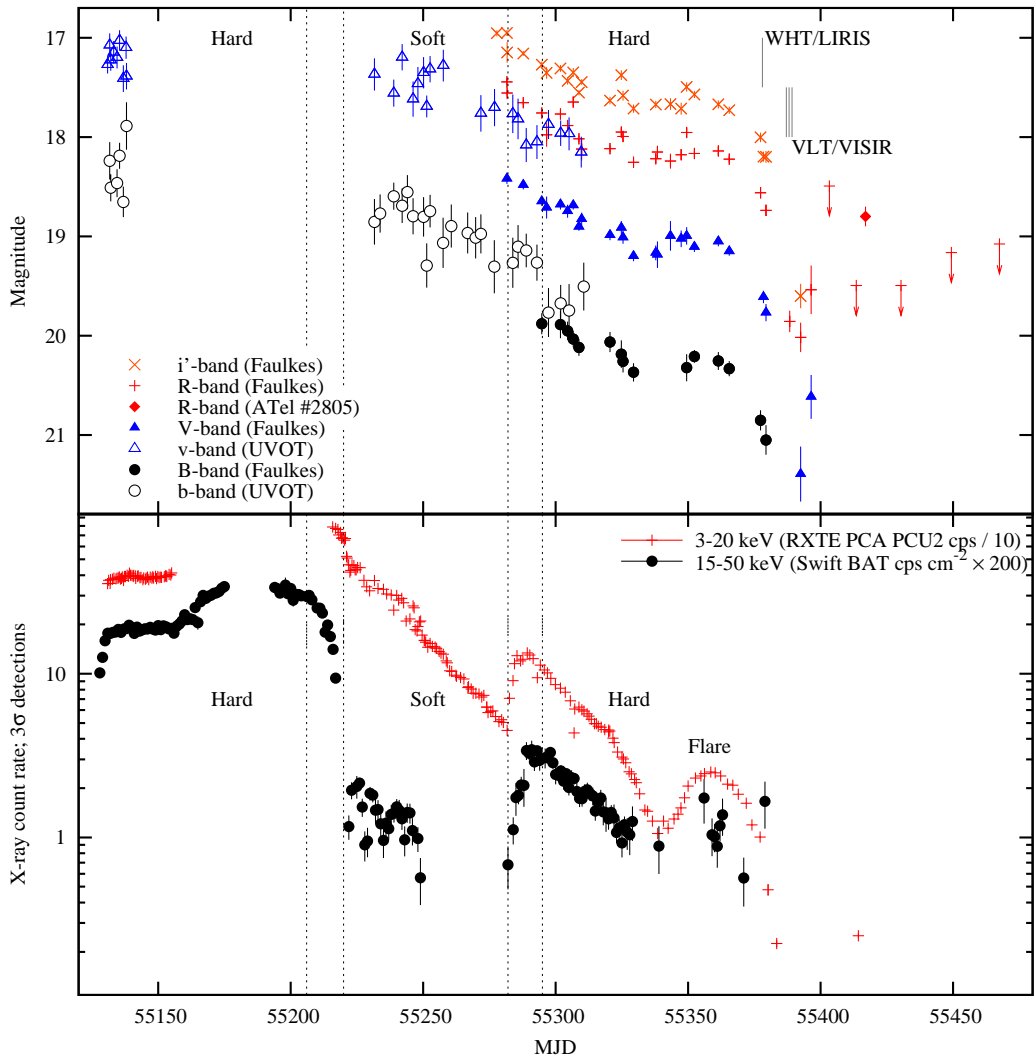 17
18
19
20
21
Magnitude
Hard
Soft
Hard
WHT/LIRIS
VLT/VISIR
i'-band (Faulkes)
R-band (Faulkes)
R-band (ATel #2805)
V-band (Faulkes)
v-band (UVOT)
B-band (Faulkes)
b-band (UVOT)
10
1
X-ray count rate; 3σ detections
3-20 keV (RXTE PCA PCU2 cps / 10)
15-50 keV (Swift BAT cps cm⁻² × 200)
Hard
Soft
Hard
Flare
55150
55200
55250
55300
55350
55400
55450
MJD